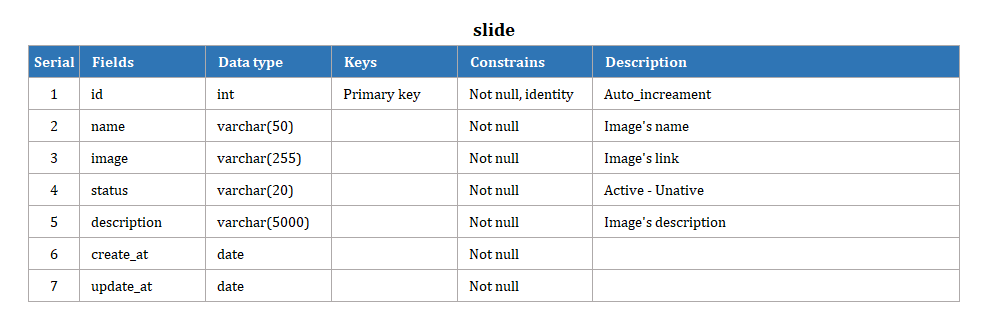 slide
Serial Fields Data type Keys Constrains Description
1 id int Primary key Not null, identity Auto_increament
2 name varchar(50) Not null Image's name
3 image varchar(255) Not null Image's link
4 status varchar(20) Not null Active - Unative
5 description varchar(5000) Not null Image's description
6 create_at date Not null
7 update_at date Not null